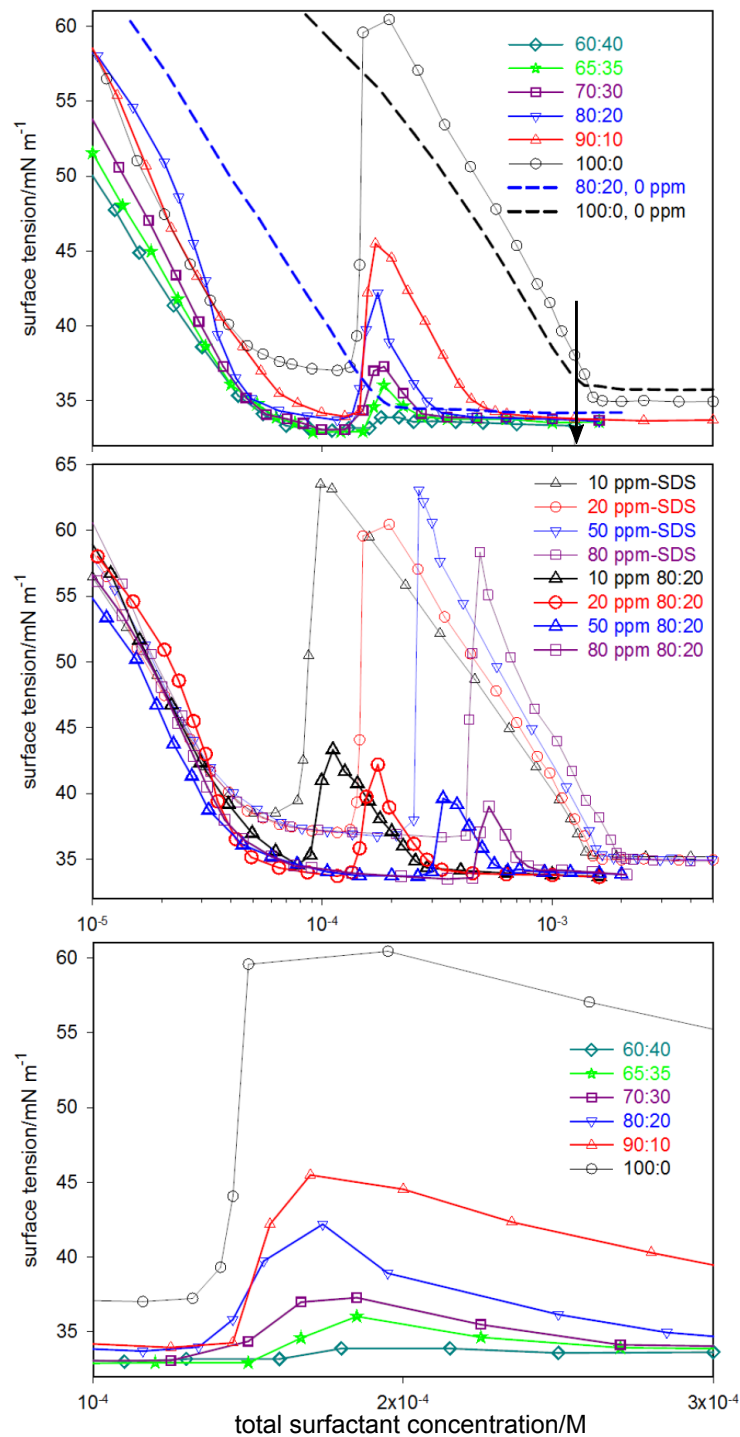 60
55
50
45
40
35
surface tension/mN m⁻¹
60:40
65:35
70:30
80:20
90:10
100:0
80:20, 0 ppm
100:0, 0 ppm
65
60
55
50
45
40
35
surface tension/mN m⁻¹
10 ppm-SDS
20 ppm-SDS
50 ppm-SDS
80 ppm-SDS
10 ppm 80:20
20 ppm 80:20
50 ppm 80:20
80 ppm 80:20
10⁻⁵ 10⁻⁴ 10⁻³
60
55
50
45
40
35
surface tension/mN m⁻¹
60:40
65:35
70:30
80:20
90:10
100:0
10⁻⁴ 2x10⁻⁴ 3x10⁻⁴
total surfactant concentration/M